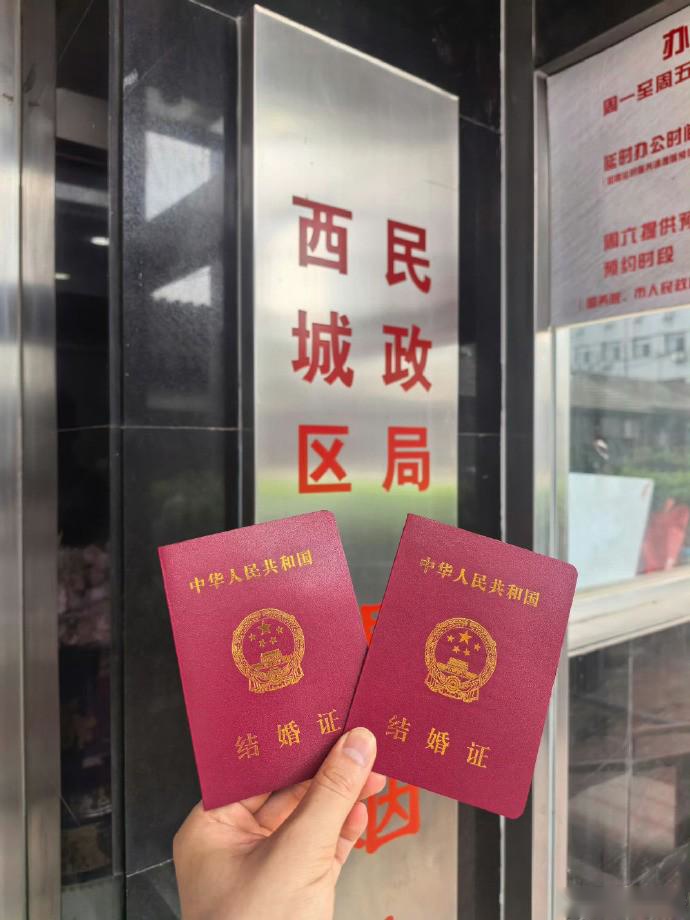 西城区
民政局
办
周一至周五
延时办公时间
周六提供预
预约时段
中华人民共和国
结婚证
中华人民共和国
结婚证